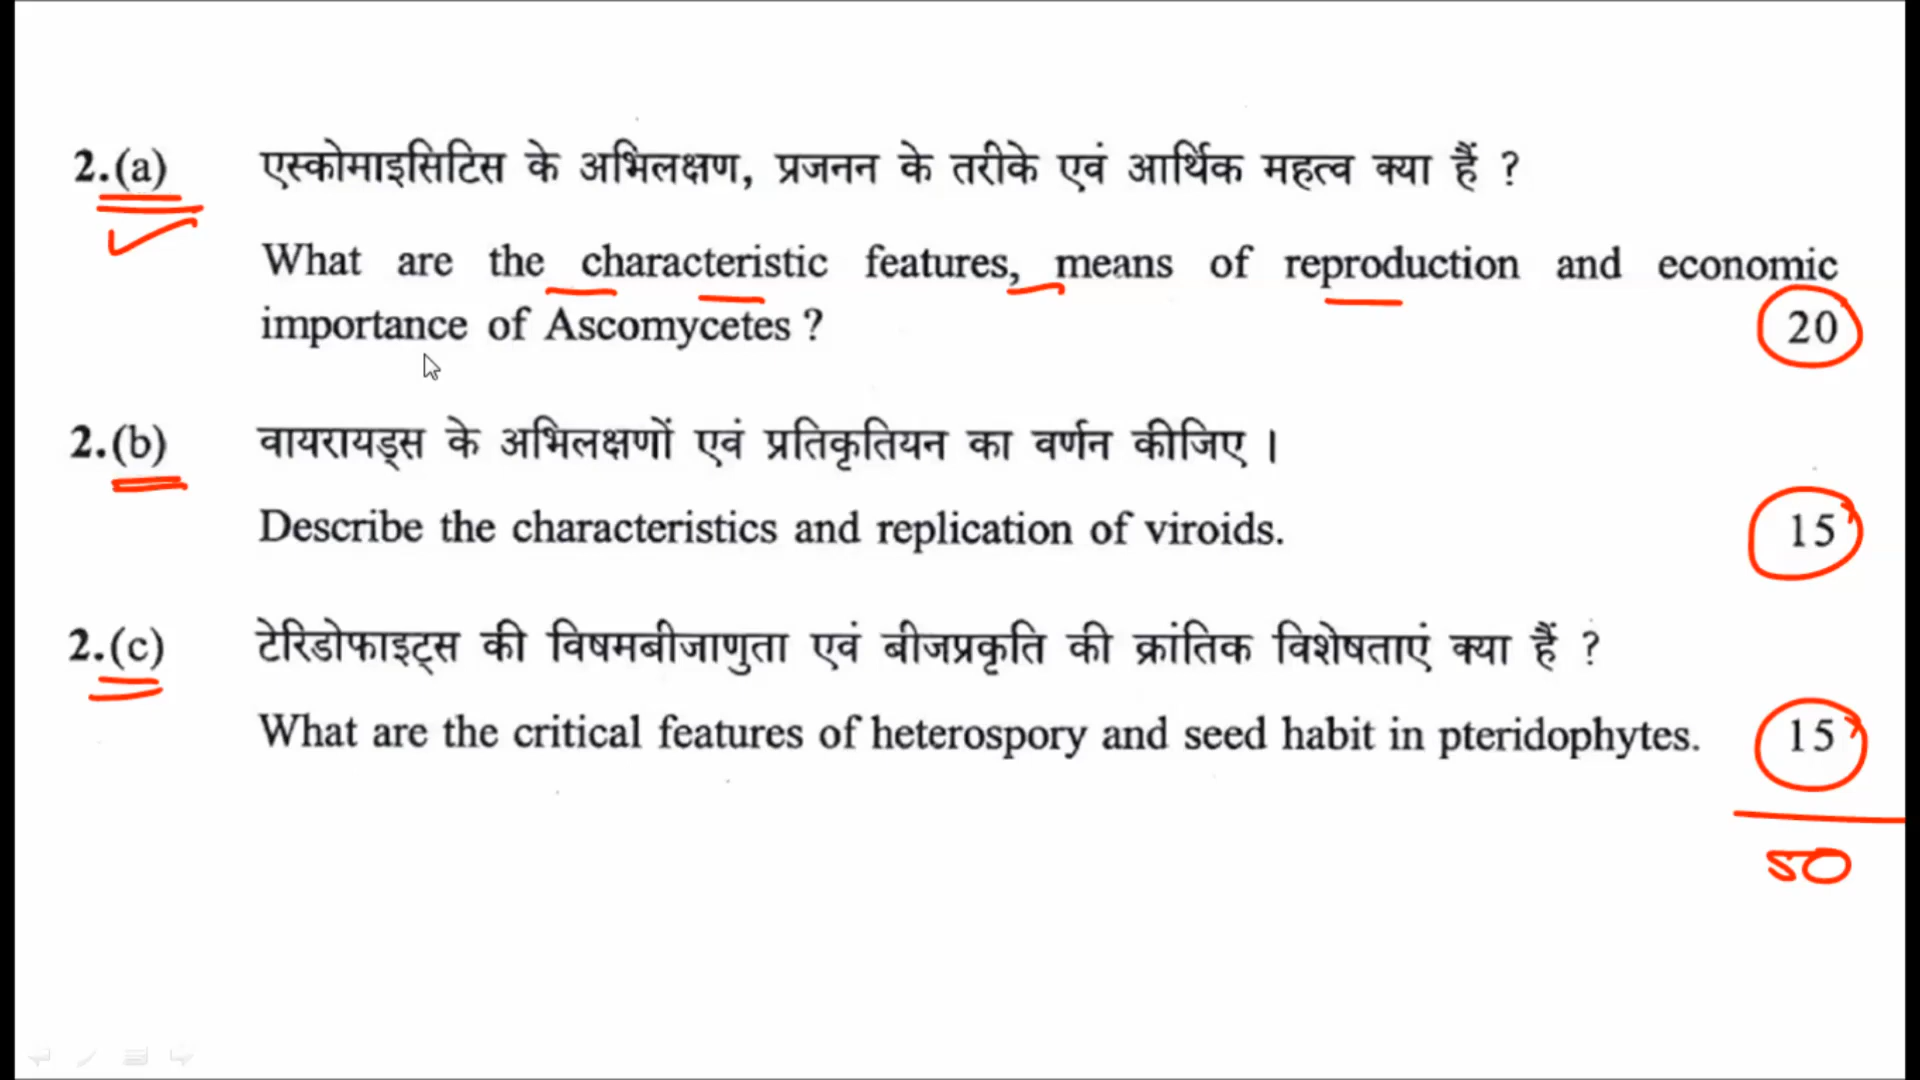 2.(a) एस्कोमाइसिटिस के अभिलक्षण, प्रजनन के तरीके एवं आर्थिक महत्व क्या हैं ?
What are the characteristic features, means of reproduction and economic
importance of Ascomycetes ? 20
2.(b) वायरायड्स के अभिलक्षणों एवं प्रतिकृतियन का वर्णन कीजिए ।
Describe the characteristics and replication of viroids. 15
2.(c) टेरिडोफाइट्स की विषमबीजाणुता एवं बीजप्रकृति की क्रांतिक विशेषताएं क्या हैं ?
What are the critical features of heterospory and seed habit in pteridophytes. 15
50